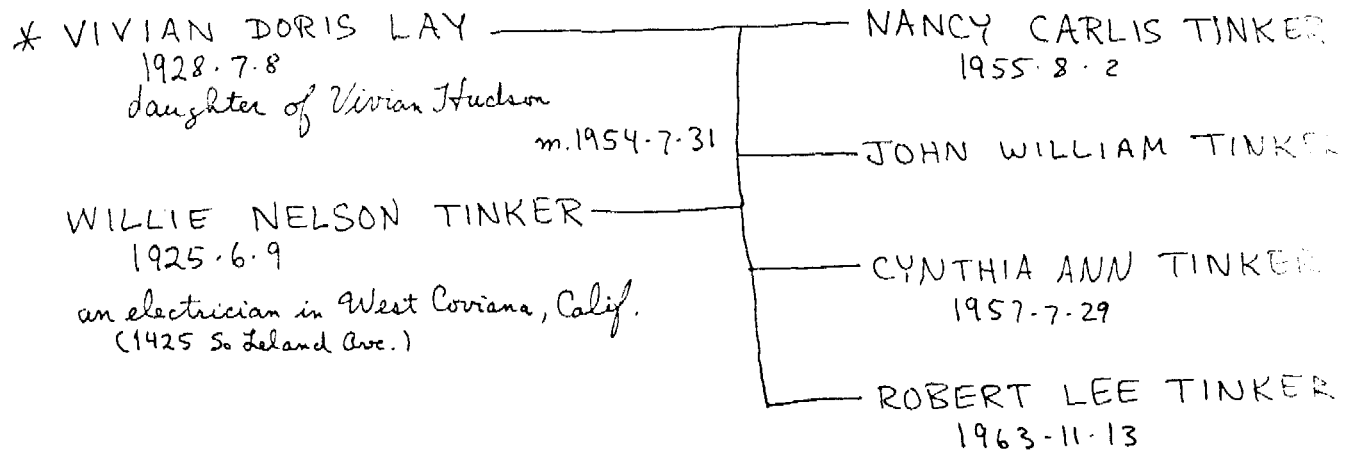 * VIVIAN DORIS LAY
1928.7.8
daughter of Vivian Hudson
m.1954-7-31
WILLIE NELSON TINKER
1925.6.9
an electrician in West Coviana, Calif.
(1425 So Leland Ave.)
NANCY CARLIS TINKER
1955.8.2
JOHN WILLIAM TINKER
CYNTHIA ANN TINKER
1957-7-29
ROBERT LEE TINKER
1963-11-13